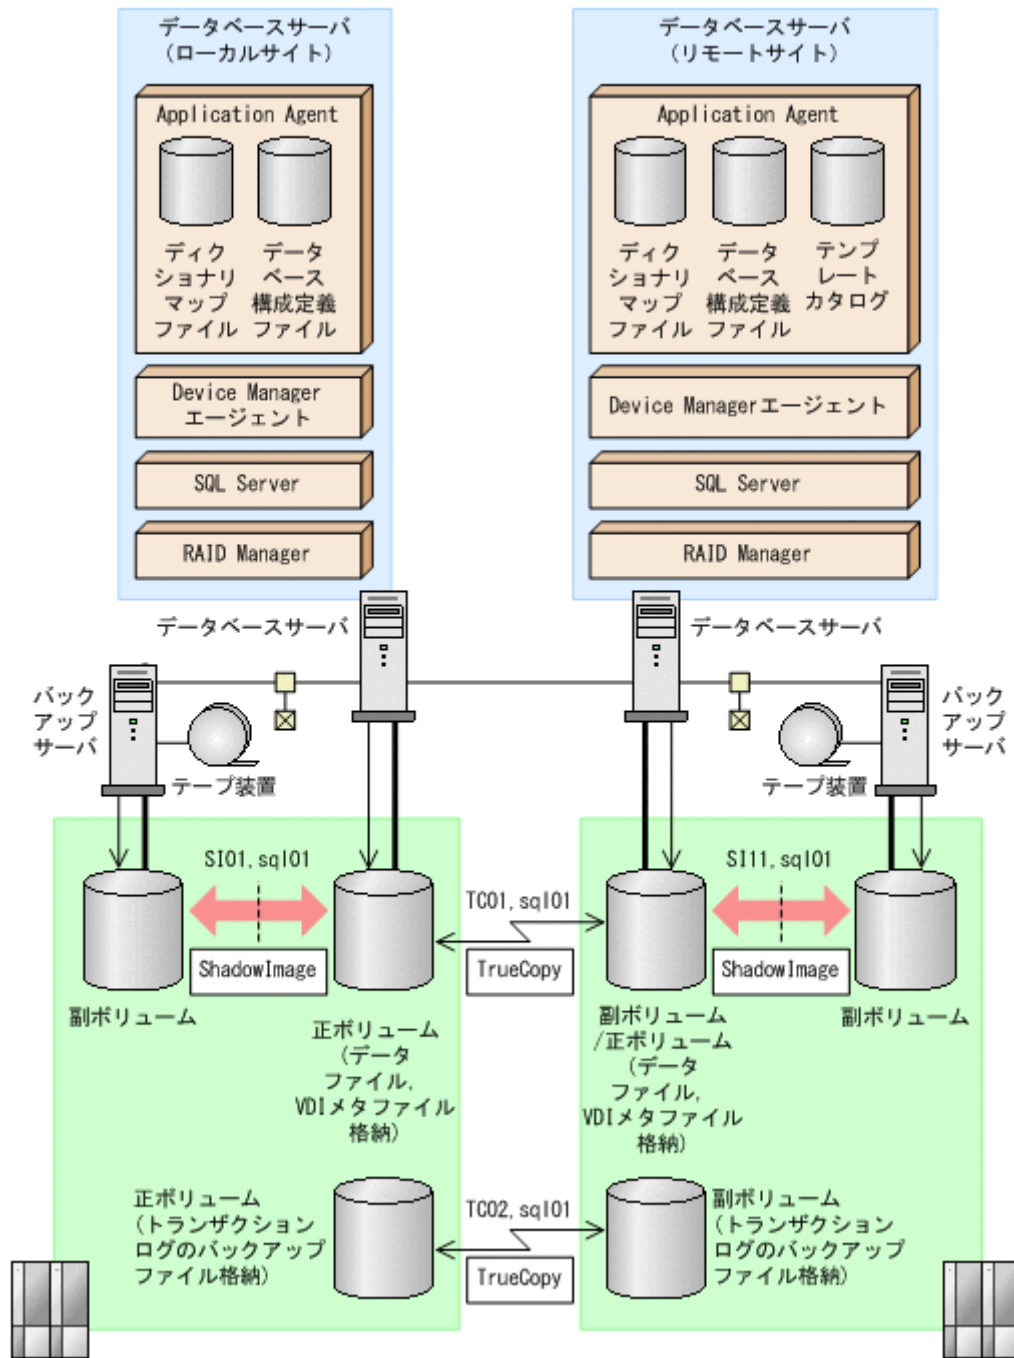 データベースサーバ
(ローカルサイト)
Application Agent
ディク
ショナリ
マップ
ファイル
データ
ベース
構成定義
ファイル
Device Manager
エージェント
SQL Server
RAID Manager
データベースサーバ
(リモートサイト)
Application Agent
ディク
ショナリ
マップ
ファイル
データ
ベース
構成定義
ファイル
テンプ
レート
カタログ
Device Managerエージェント
SQL Server
RAID Manager
データベースサーバ
データベースサーバ
バック
アップ
サーバ
テープ装置
テープ装置
バック
アップ
サーバ
SI01,sql01
ShadowImage
副ボリューム
正ボリューム
(データ
ファイル,
VDIメタファイル
格納)
TC01,sql01
TrueCopy
SI11,sql01
ShadowImage
副ボリューム
/正ボリューム
(データ
ファイル,
VDIメタファイル
格納)
副ボリューム
正ボリューム
(トランザクション
ログのバックアップ
ファイル格納)
TC02,sql01
TrueCopy
副ボリューム
(トランザクション
ログのバックアップ
ファイル格納)